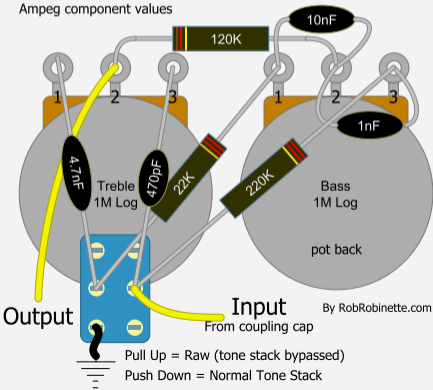 Ampeg component values
120K
10nF
1nF
1
2
3
1
2
3
4.7nF
Treble
1M Log
470pF
22K
220K
Bass
1M Log
pot back
Output
Input
From coupling cap
By RobRobinette.com
Pull Up = Raw (tone stack bypassed)
Push Down = Normal Tone Stack